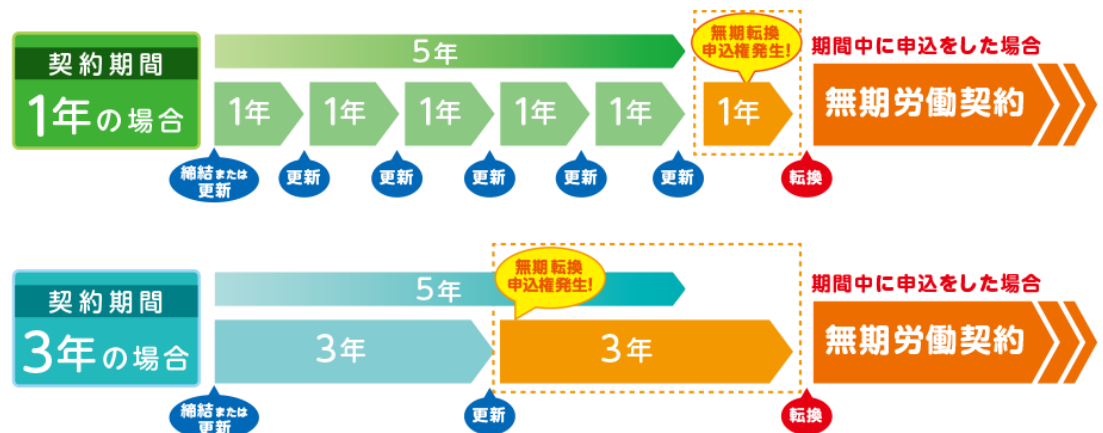 契約期間
1年の場合
5年
1年
1年
1年
1年
1年
無期転換
申込権発生!
1年
期間中に申込をした場合
無期労働契約
締結または
更新
更新
更新
更新
更新
更新
転換
契約期間
3年の場合
5年
3年
無期転換
申込権発生!
3年
期間中に申込をした場合
無期労働契約
締結または
更新
更新
転換